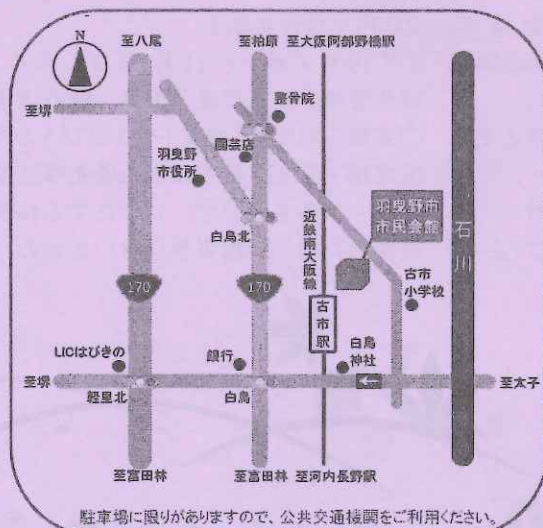 N
至八尾
至柏原
至大阪阿部野橋駅
至堺
整骨院
園芸店
羽曳野
市役所
白鳥北
近鉄南大阪線
羽曳野市
市民会館
石川
古市
小学校
170
170
古市駅
LICはびきの
銀行
白鳥
神社
至堺
軽里北
白鳥
至太子
至富田林
至富田林
至河内長野駅
駐車場に限りがありますので、公共交通機関をご利用ください。